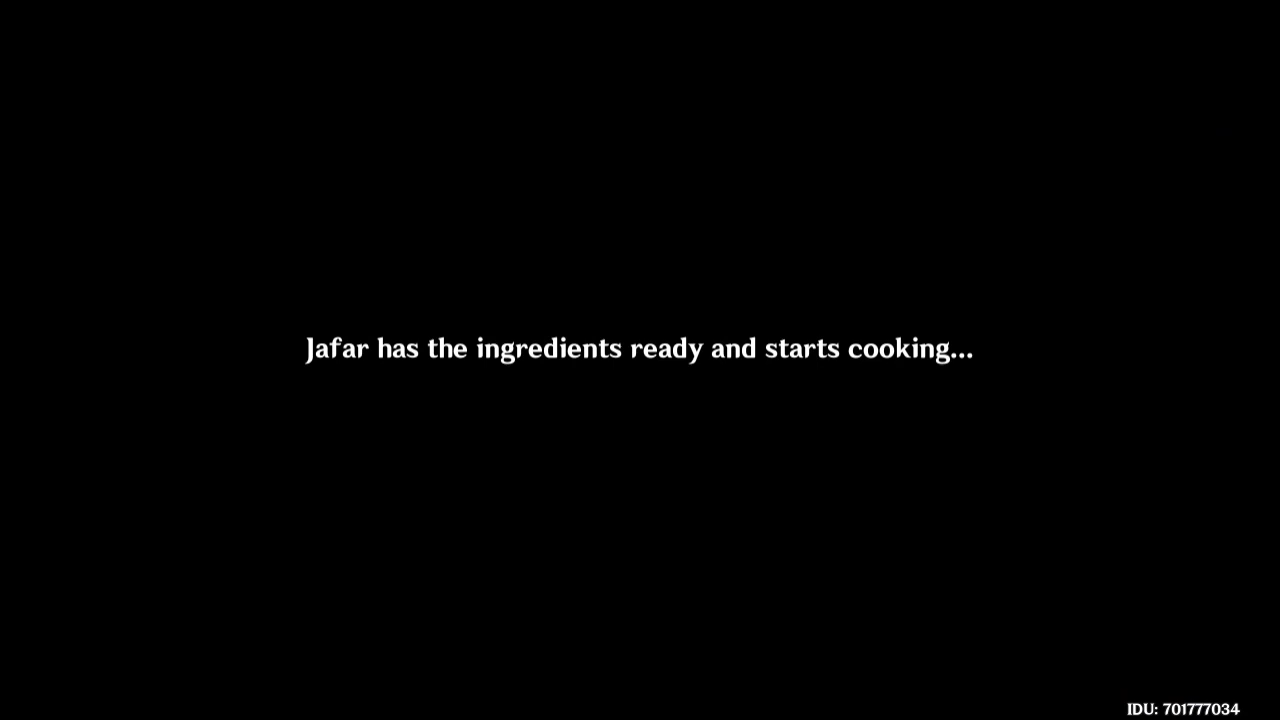 Jafar has the ingredients ready and starts cooking...
IDU: 701777034